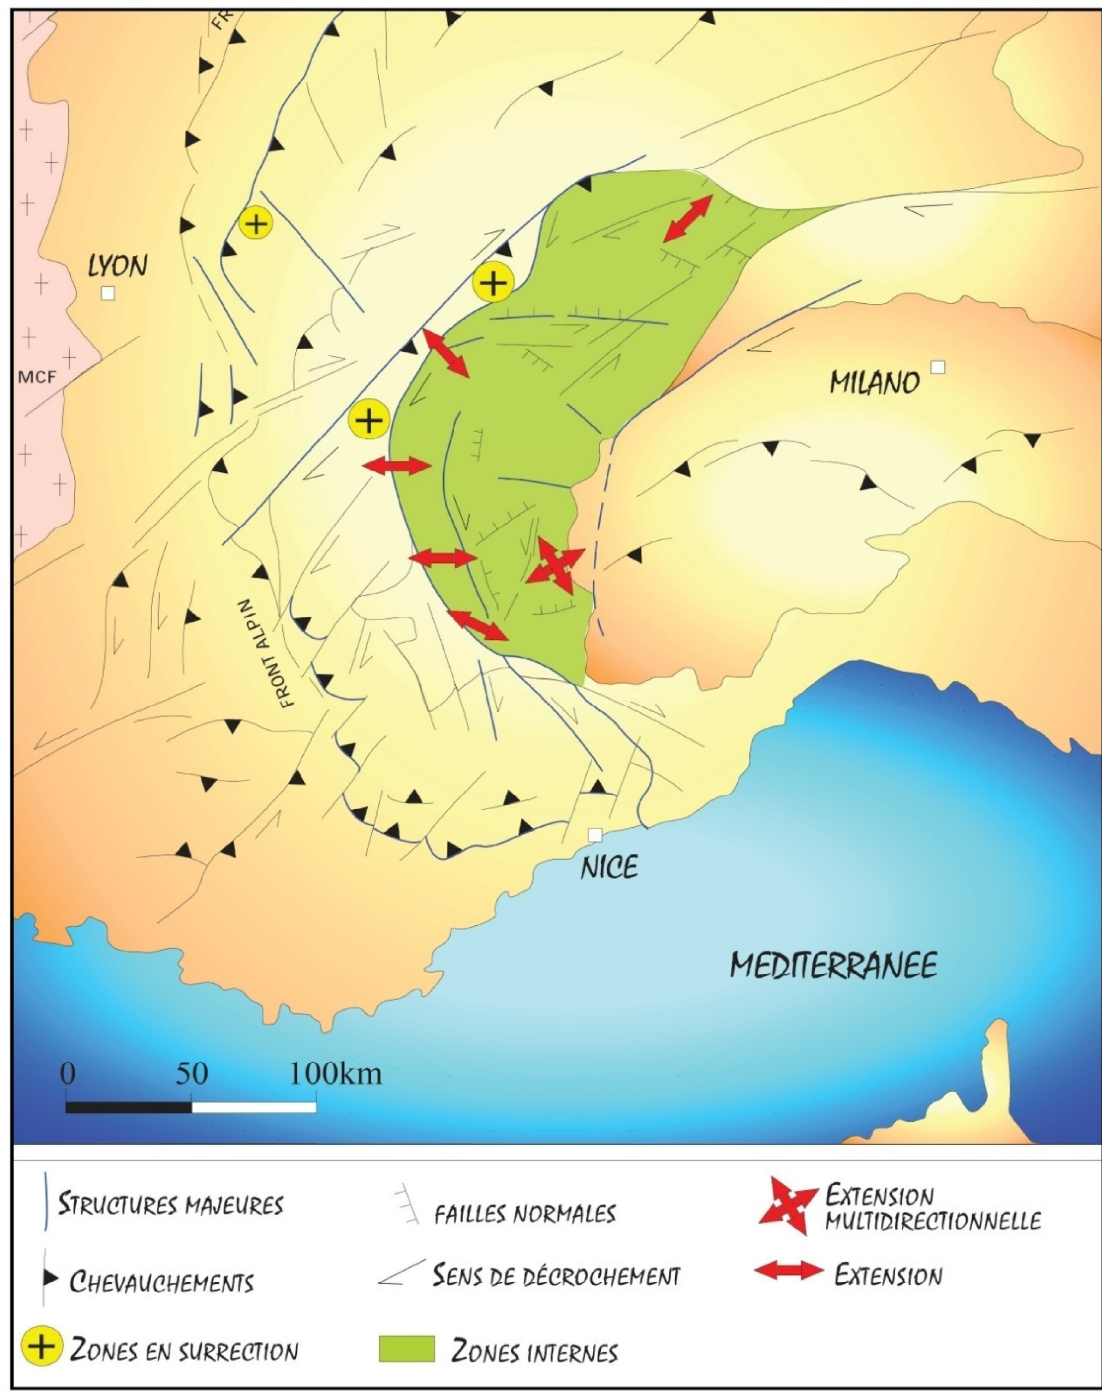 FR
LYON
MCF
MILANO
FRONT ALPIN
NICE
MEDITERRANEE
0 50 100km
STRUCTURES MAJEURES
FAILLES NORMALES
EXTENSION
MULTIDIRECTIONNELLE
CHEVAUCHEMENTS
SENS DE DÉCROCHEMENT
EXTENSION
ZONES EN SURRECTION
ZONES INTERNES